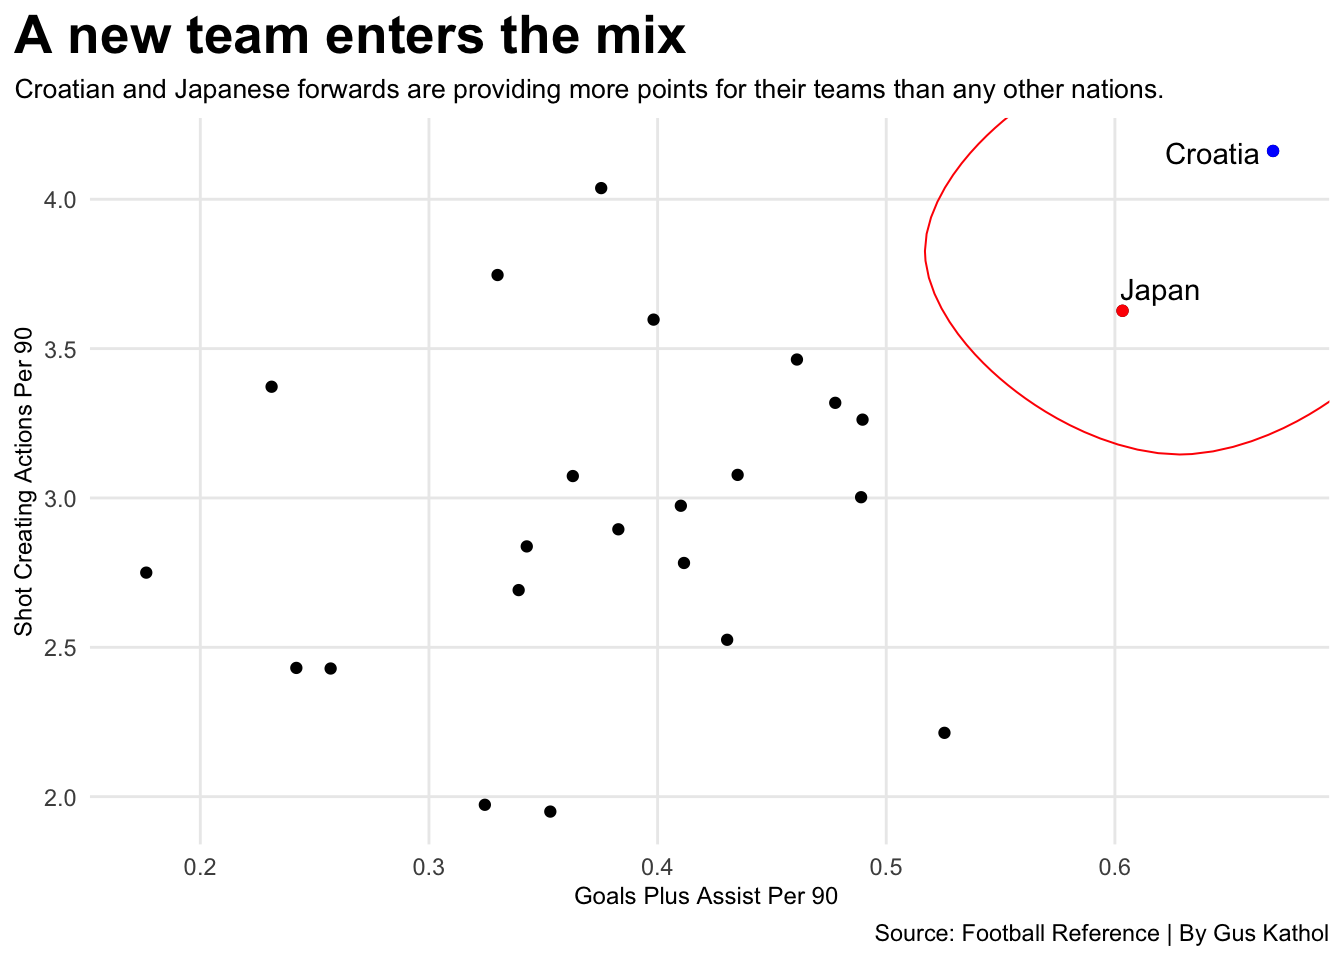 A new team enters the mix
Croatian and Japanese forwards are providing more points for their teams than any other nations.
Croatia
4.0
Japan
3.5
3.0
2.5
2.0
Shot Creating Actions Per 90
0.2 0.3 0.4 0.5 0.6
Goals Plus Assist Per 90
Source: Football Reference | By Gus Kathol